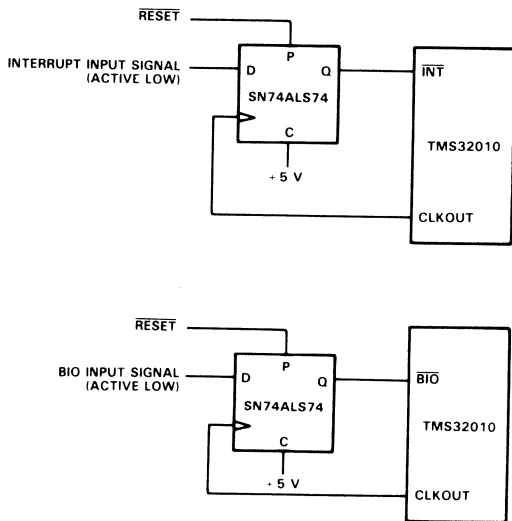 RESET
P
INTERRUPT INPUT SIGNAL
(ACTIVE LOW)
D
Q
INT
SN74ALS74
C
TMS32010
+ 5 V
CLKOUT
RESET
P
BIO INPUT SIGNAL
(ACTIVE LOW)
D
Q
BIO
SN74ALS74
TMS32010
C
+ 5 V
CLKOUT